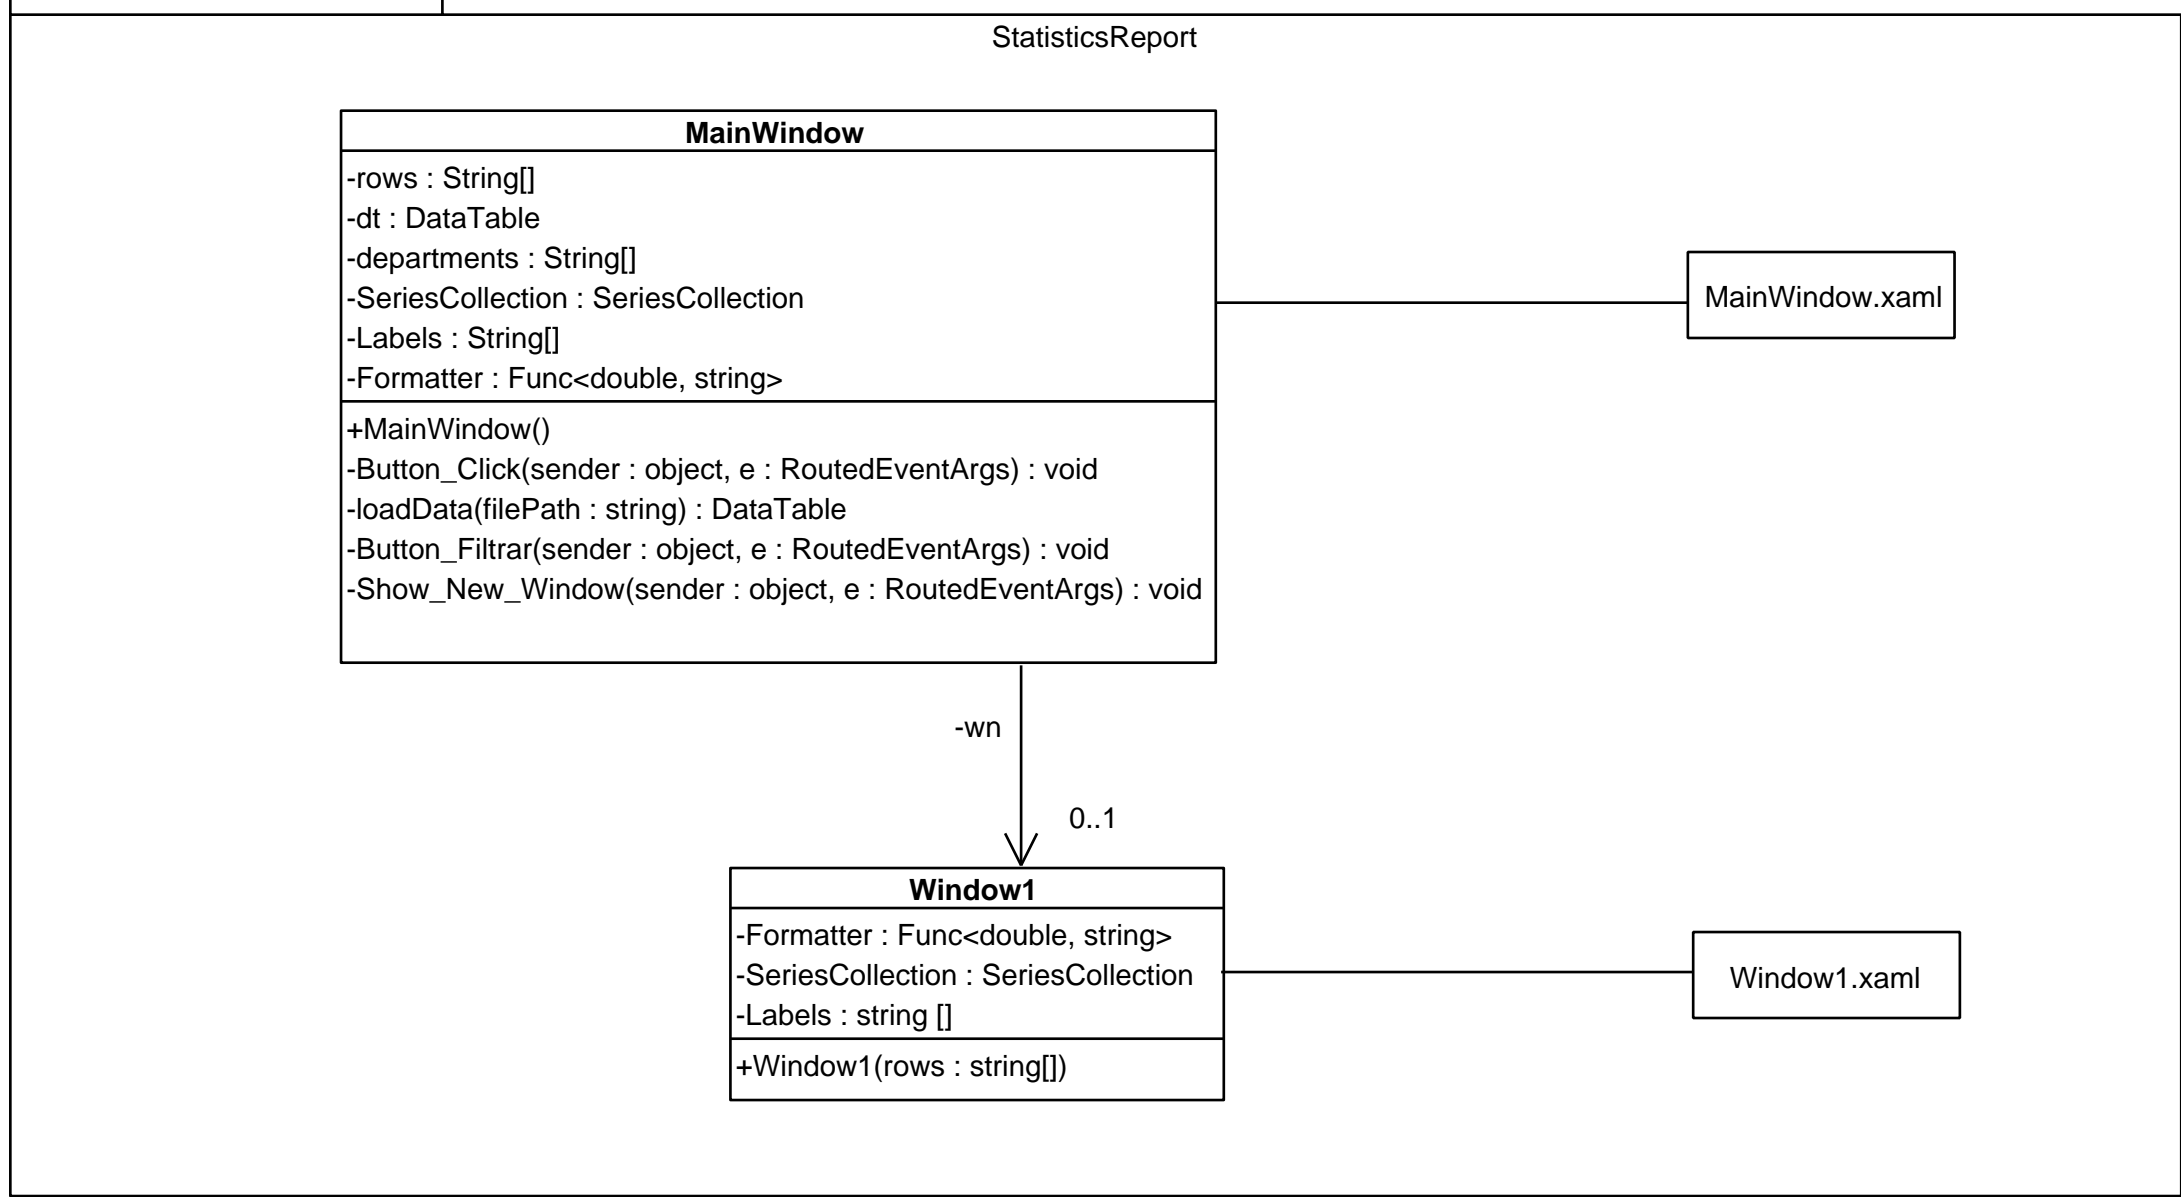 StatisticsReport
MainWindow
-rows : String[]
-dt : DataTable
-departments : String[]
-SeriesCollection : SeriesCollection
-Labels : String[]
-Formatter : Func<double, string>
+MainWindow()
-Button_Click(sender : object, e : RoutedEventArgs) : void
-loadData(filePath : string) : DataTable
-Button_Filtrar(sender : object, e : RoutedEventArgs) : void
-Show_New_Window(sender : object, e : RoutedEventArgs) : void
MainWindow.xaml
-wn
0..1
Window1
-Formatter : Func<double, string>
-SeriesCollection : SeriesCollection
-Labels : string []
+Window1(rows : string[])
Window1.xaml